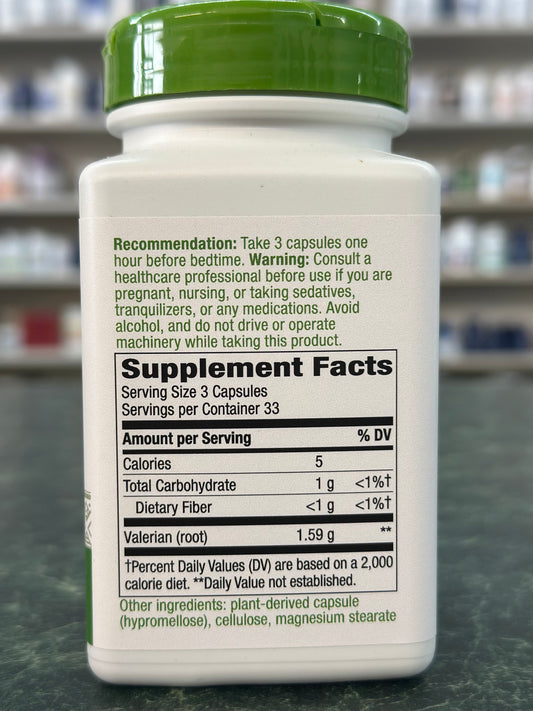 Recommendation: Take 3 capsules one
hour before bedtime. Warning: Consult a
healthcare professional before use if you are
pregnant, nursing, or taking sedatives,
tranquilizers, or any medications. Avoid
alcohol, and do not drive or operate
machinery while taking this product.
Supplement Facts
Serving Size 3 Capsules
Servings per Container 33
Amount per Serving % DV
Calories 5
Total Carbohydrate 1 g <1%†
Dietary Fiber <1 g <1%†
Valerian (root) 1.59 g **
†Percent Daily Values (DV) are based on a 2,000
calorie diet. **Daily Value not established.
Other ingredients: plant-derived capsule
(hypromellose), cellulose, magnesium stearate